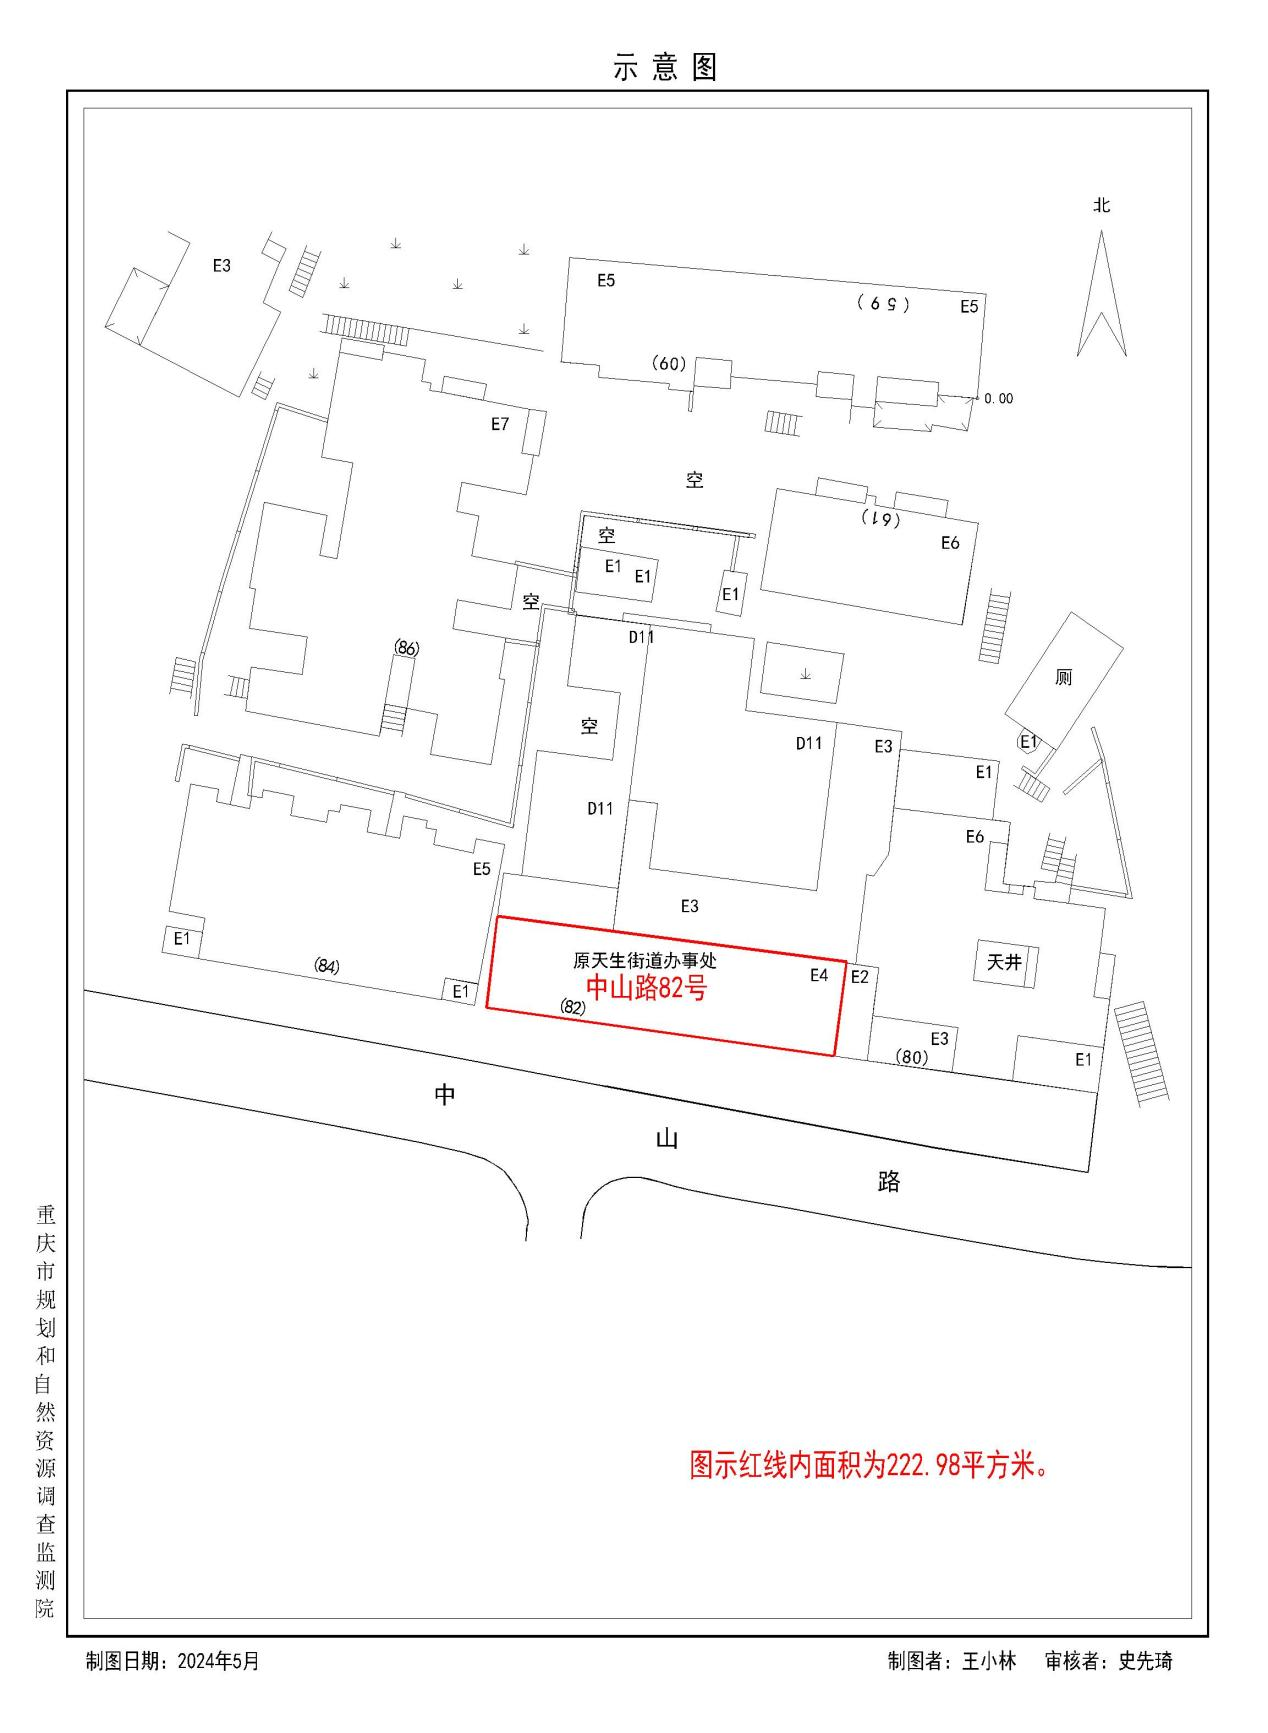 示意图
北
E3
E5
(59)
E5
(60)
0.00
E7
空
(61)
E6
空
E1
E1
E1
空
D11
(86)
厕
空
D11
E3
E1
E1
D11
E6
E5
E3
E1
(84)
E1
原天生街道办事处
中山路82号
(82)
E4
E2
天井
E3
(80)
E1
中
山
路
图示红线内面积为222.98平方米。
重庆市规划和自然资源调查监测院
制图日期：2024年5月
制图者：王小林 审核者：史先琦